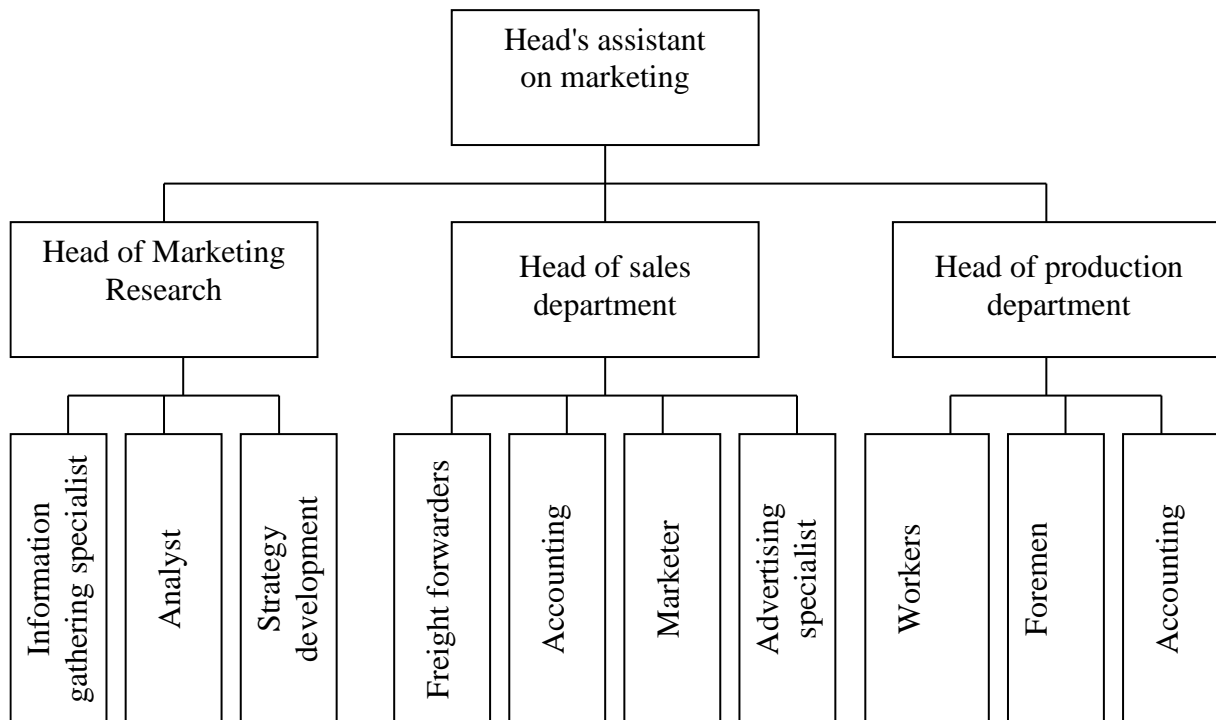 Head's assistant
on marketing
Head of Marketing
Research
Head of sales
department
Head of production
department
Information
gathering specialist
Analyst
Strategy
development
Freight forwarders
Accounting
Marketer
Advertising
specialist
Workers
Foremen
Accounting